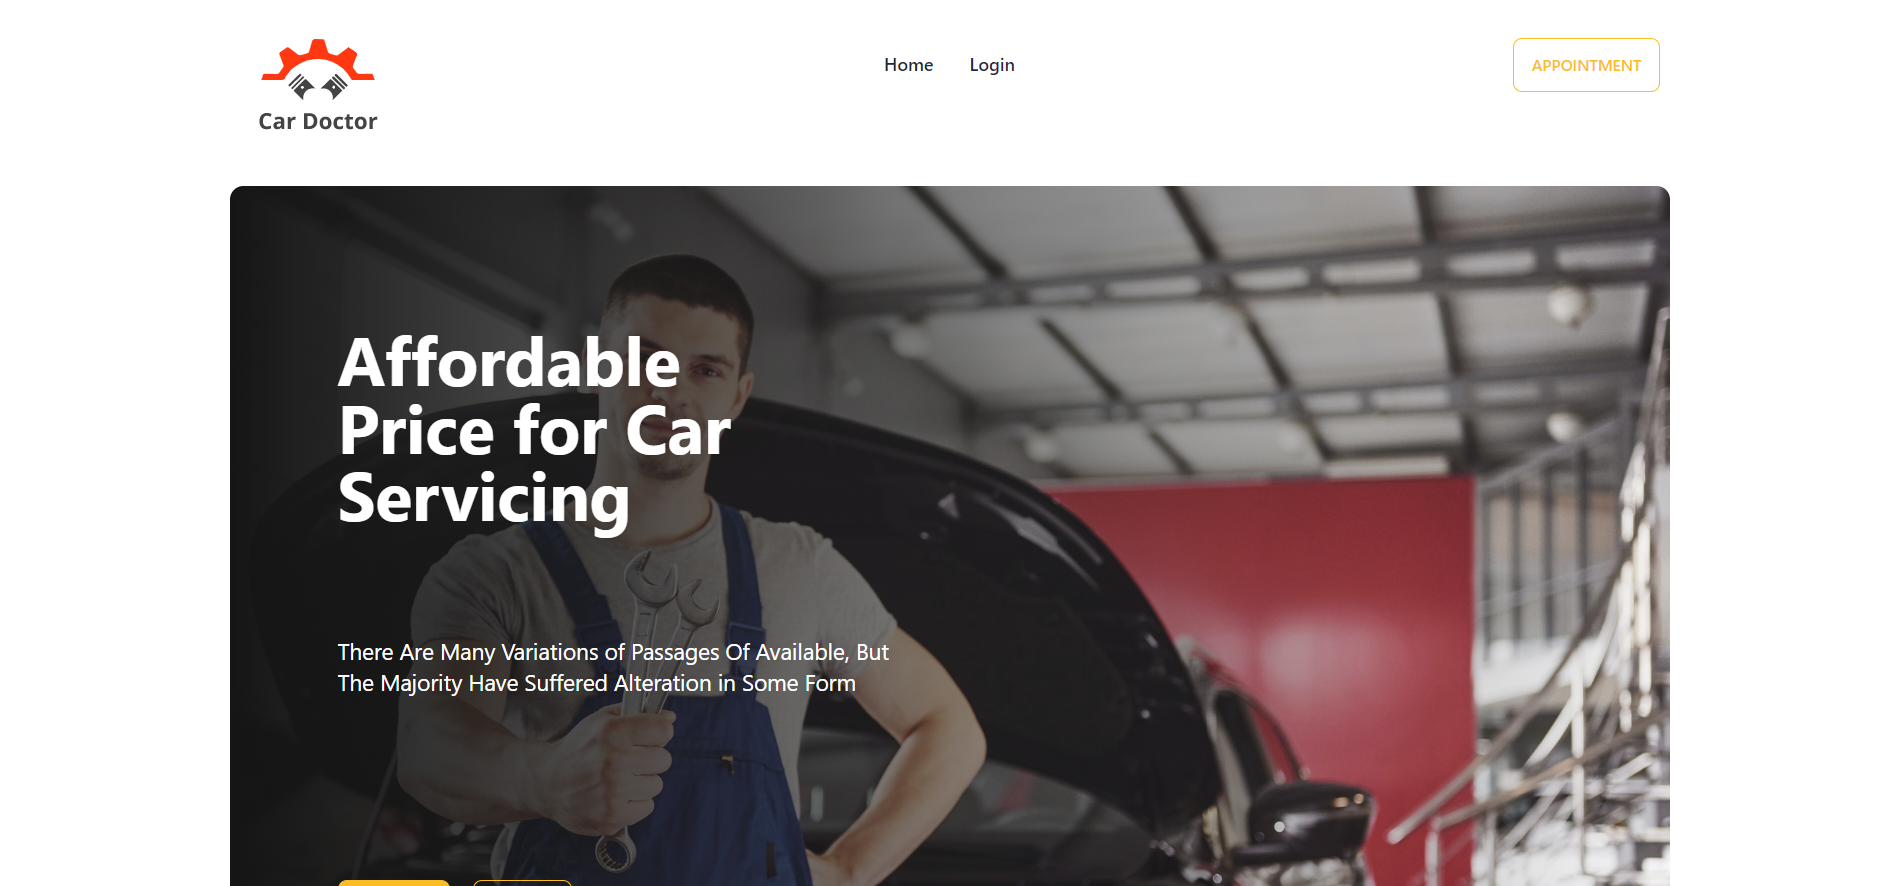 Car Doctor
Home Login
APPOINTMENT
Affordable
Price for Car
Servicing
There Are Many Variations of Passages Of Available, But
The Majority Have Suffered Alteration in Some Form